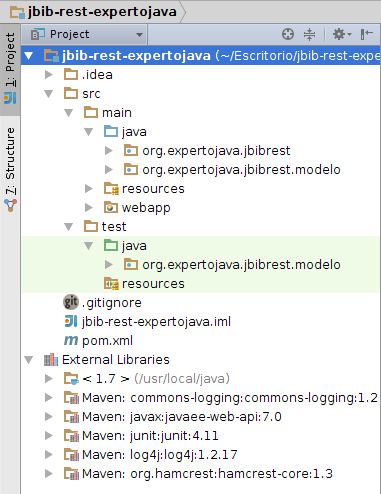 jbib-rest-expertojava
1: Project
7: Structure
Project
jbib-rest-expertojava (~/Escritorio/jbib-rest-expe
.idea
src
main
java
org.expertojava.jbibrest
org.expertojava.jbibrest.modelo
resources
webapp
test
java
org.expertojava.jbibrest.modelo
resources
git .gitignore
jbib-rest-expertojava.iml
m pom.xml
External Libraries
< 1.7 > (/usr/local/java)
Maven: commons-logging:commons-logging:1.2
Maven: javax:javaee-web-api:7.0
Maven: junit:junit:4.11
Maven: log4j:log4j:1.2.17
Maven: org.hamcrest:hamcrest-core:1.3